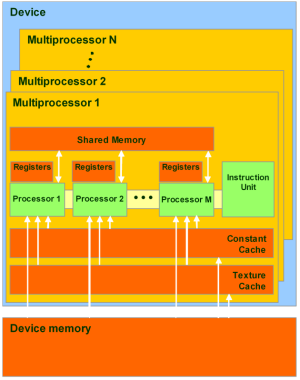 Device
Multiprocessor N
Multiprocessor 2
Multiprocessor 1
Shared Memory
Registers
Registers
Registers
Processor 1
Processor 2
Processor M
Instruction
Unit
Constant
Cache
Texture
Cache
Device memory